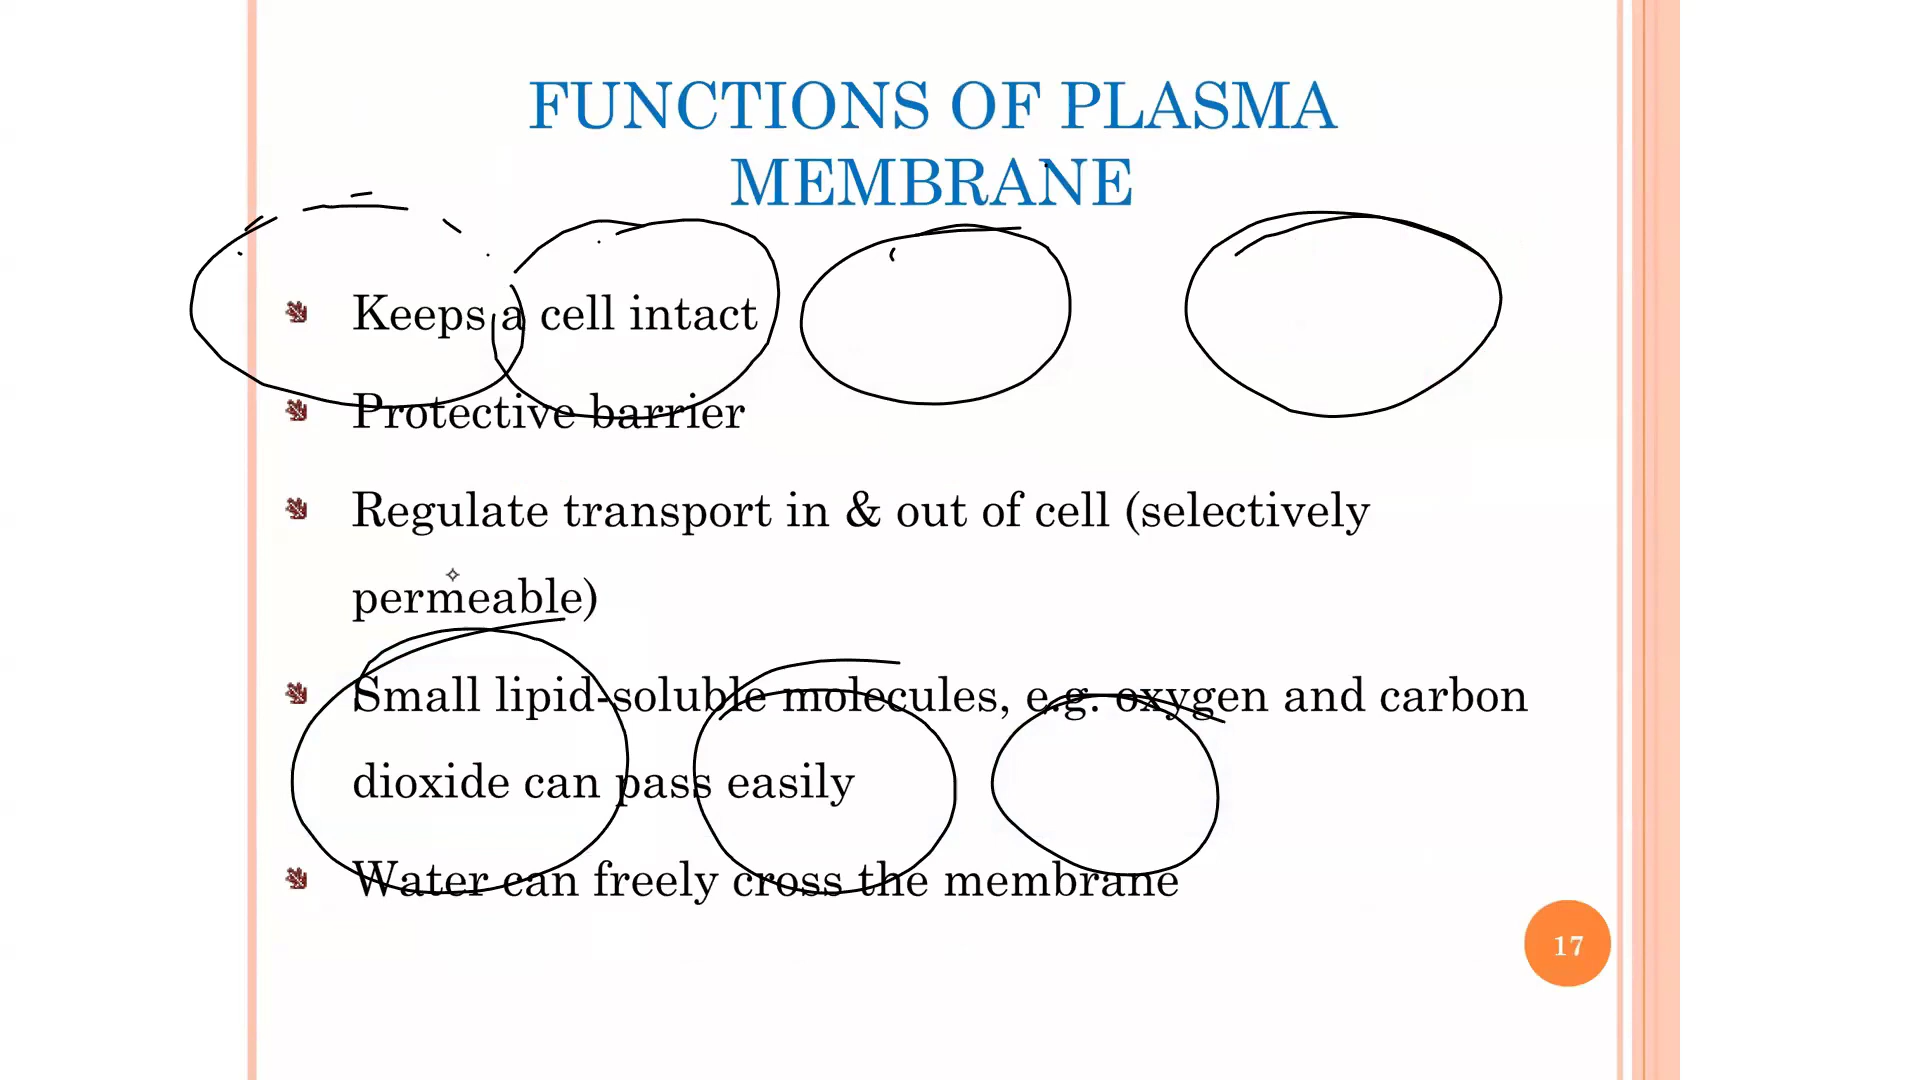 FUNCTIONS OF PLASMA
MEMBRANE
Keeps a cell intact
Protective barrier
Regulate transport in & out of cell (selectively
permeable)
Small lipid-soluble molecules, e.g. oxygen and carbon
dioxide can pass easily
Water can freely cross the membrane
17